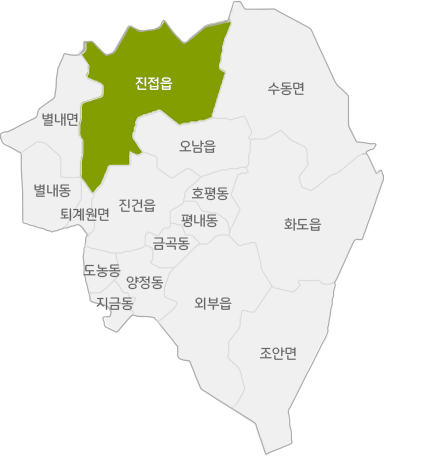 진접읍
수동면
별내면
오남읍
별내동
호평동
진건읍
퇴계원면
평내동
화도읍
금곡동
도농동
양정동
지금동
외부읍
조안면